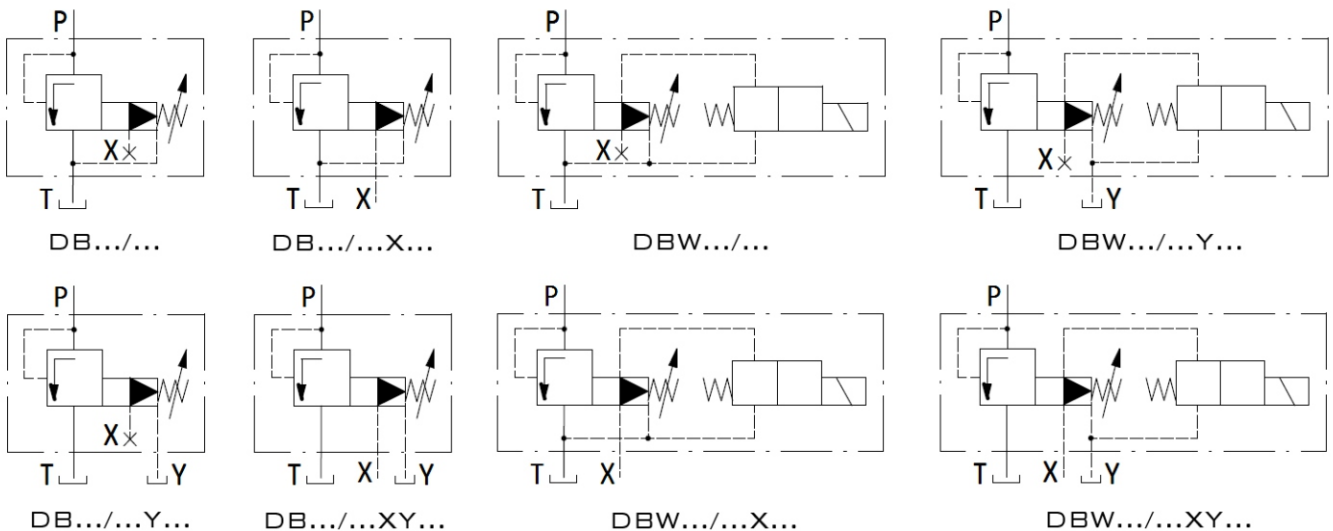 P P P P
X X X
T T X T T Y
DB.../... DB.../...X... DBW.../... DBW.../...Y...
P P P P
X
T Y T X Y T X T X Y
DB.../...Y... DB.../...XY... DBW.../...X... DBW.../...XY...